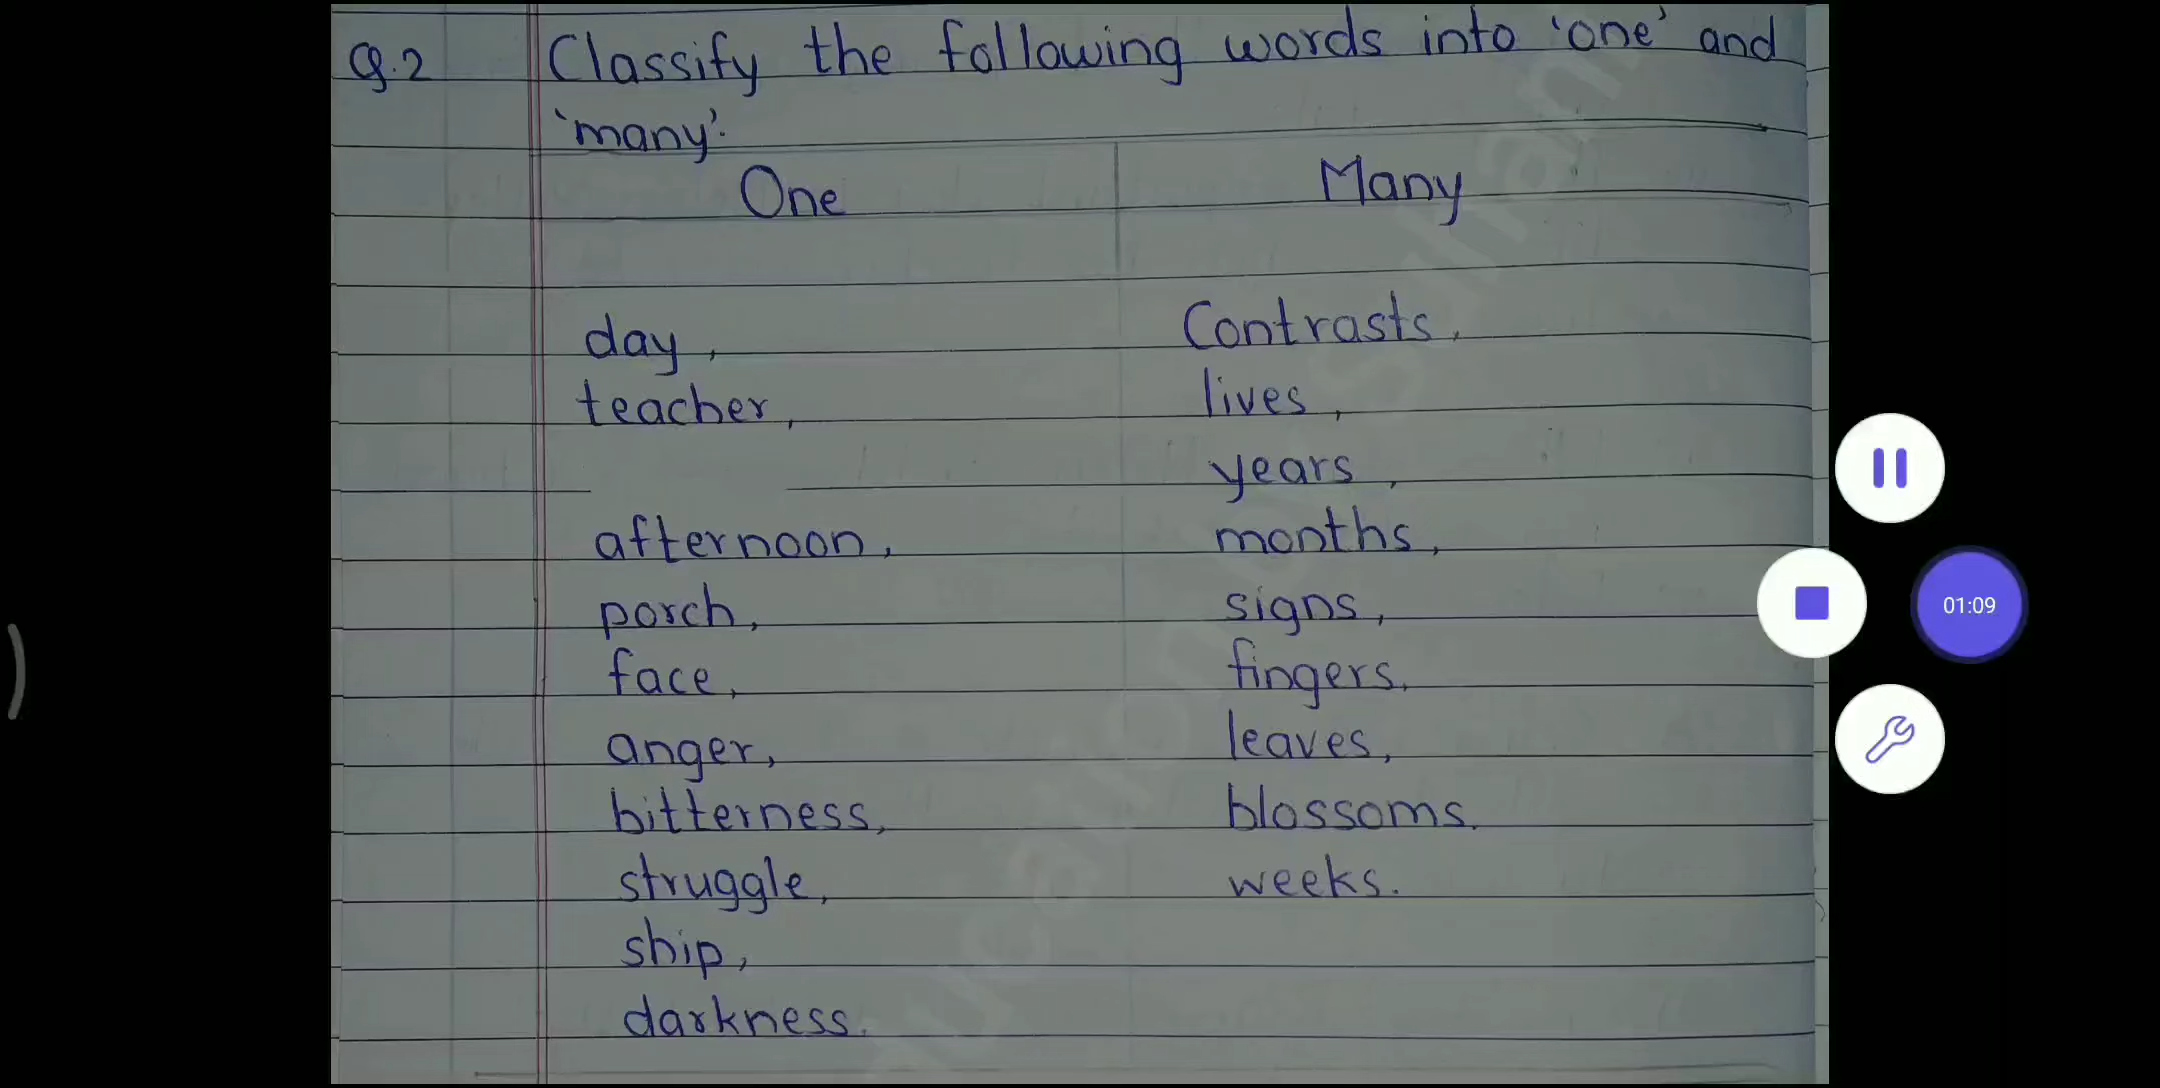 Q.2 Classify the following words into 'one' and
'many'.
One Many
day, Contrasts,
teacher, lives,
years,
afternoon, months,
porch, signs,
face, fingers,
anger, leaves,
bitterness, blossoms.
struggle, weeks.
ship,
darkness.
01:09